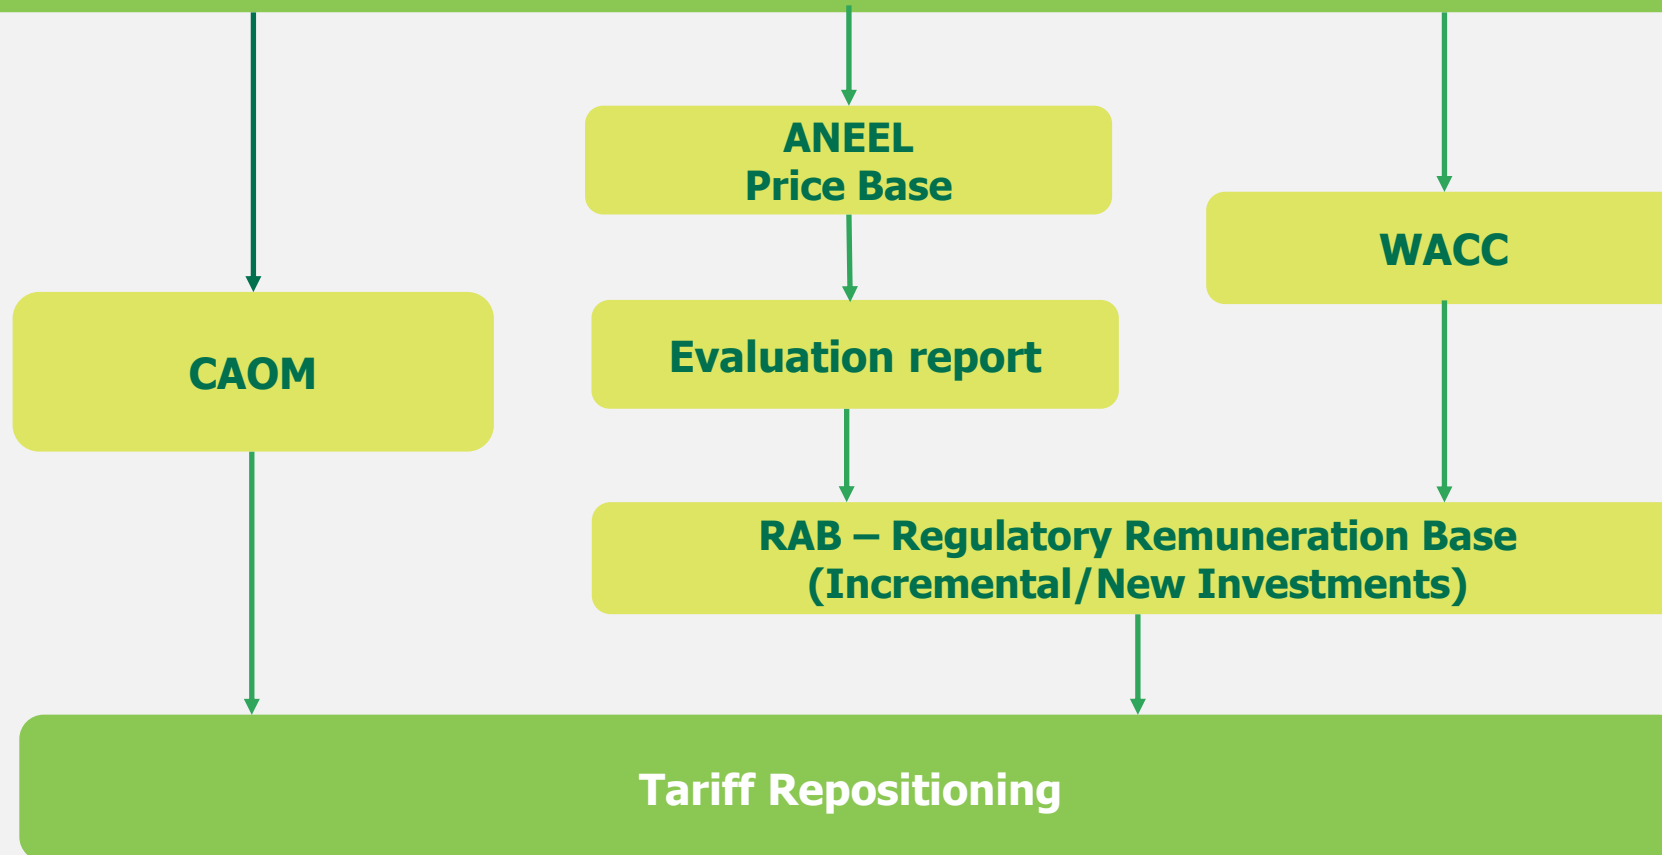 ANEEL
Price Base
WACC
CAOM
Evaluation report
RAB – Regulatory Remuneration Base
(Incremental/New Investments)
Tariff Repositioning